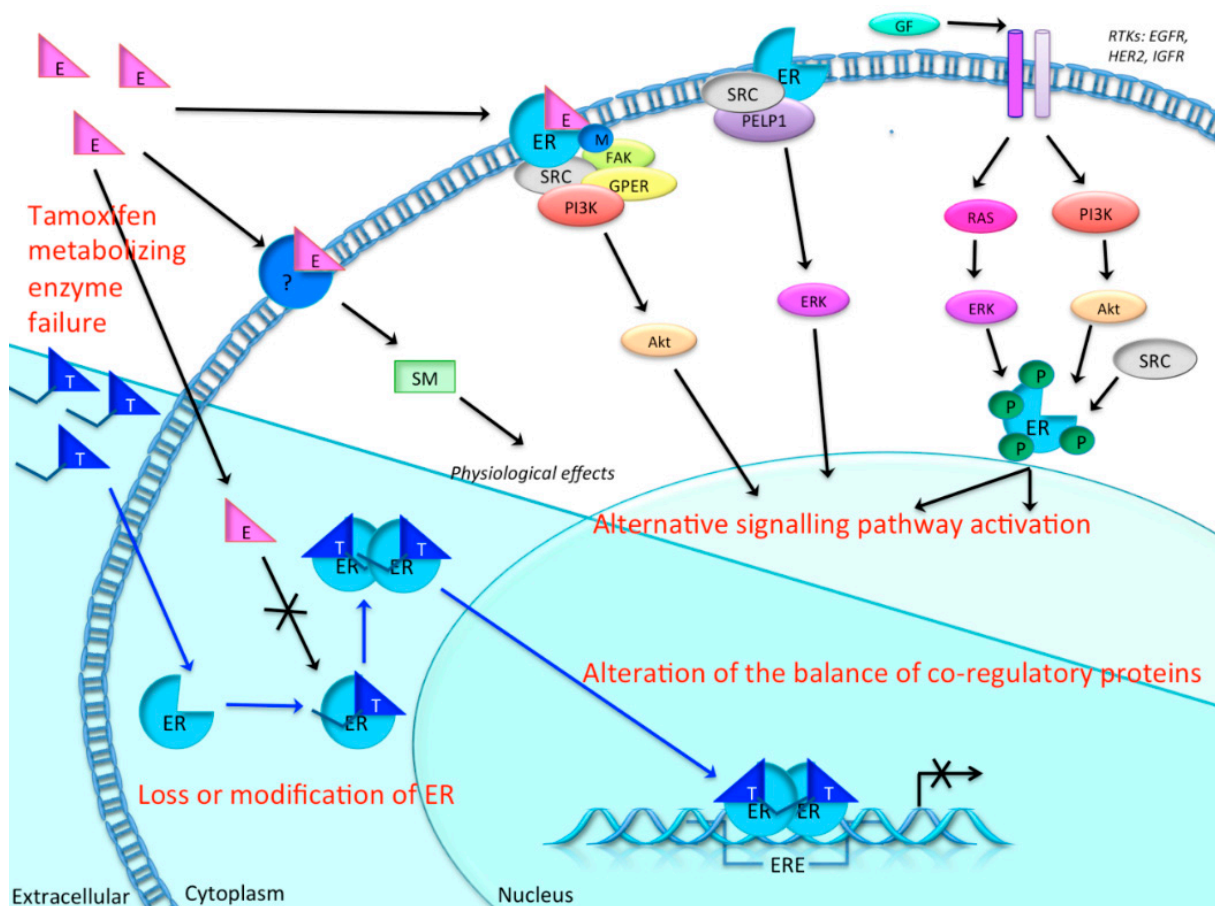 E
E
E
GF
RTKs: EGFR,
HER2, IGFR
ER
SRC
PELP1
E
ER
M
FAK
SRC
GPER
PI3K
Tamoxifen
metabolizing
enzyme
failure
E
?
RAS
PI3K
ERK
ERK
Akt
Akt
SRC
SM
T
T
T
P
P
ER
P
P
Physiological effects
E
Alternative signalling pathway activation
T
T
ER
ER
Alteration of the balance of co-regulatory proteins
ER
T
ER
Loss or modification of ER
T
T
ER
ER
ERE
Extracellular
Cytoplasm
Nucleus